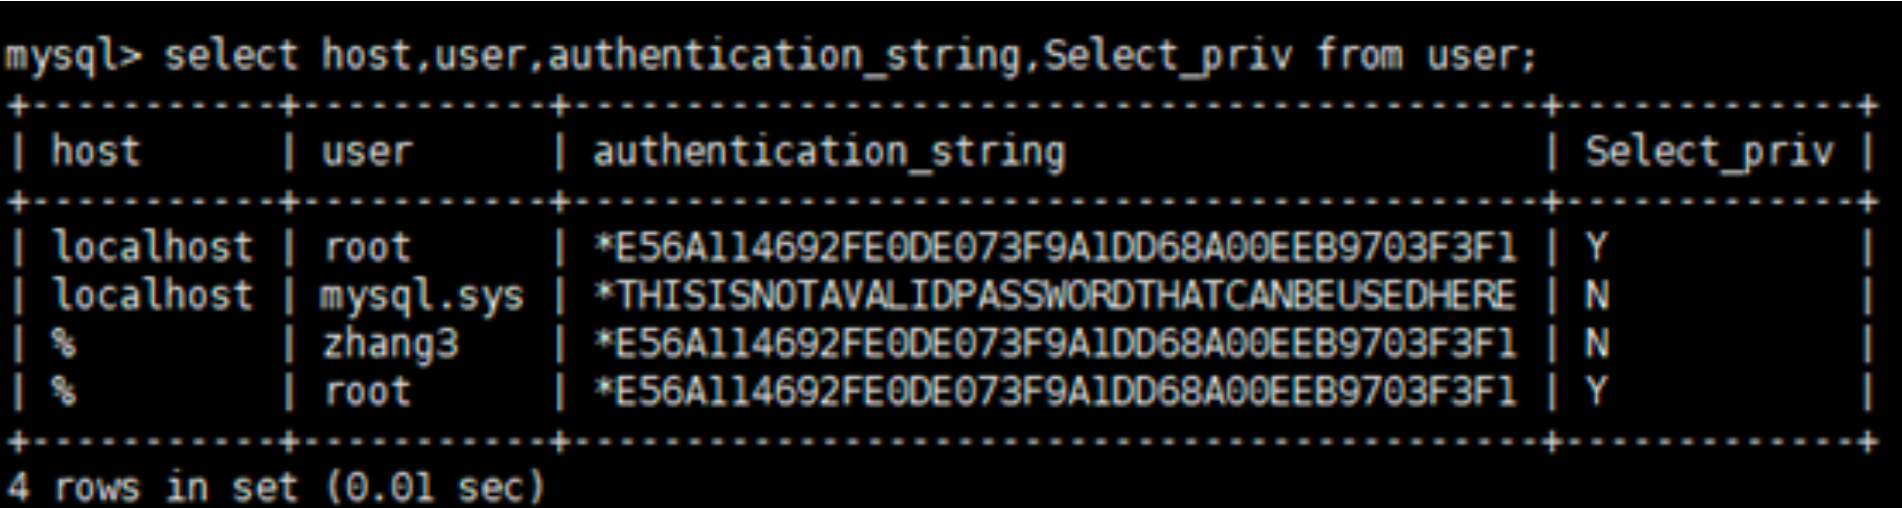 mysql> select host,user,authentication_string,Select_priv from user;
+-----------+-----------+-------------------------------------------+-------------+
| host      | user      | authentication_string                     | Select_priv |
+-----------+-----------+-------------------------------------------+-------------+
| localhost | root      | *E56A114692FE0DE073F9A1DD68A00EEB9703F3F1 | Y           |
| localhost | mysql.sys | *THISISNOTAVALIDPASSWORDTHATCANBEUSEDHERE | N           |
| %         | zhang3    | *E56A114692FE0DE073F9A1DD68A00EEB9703F3F1 | N           |
| %         | root      | *E56A114692FE0DE073F9A1DD68A00EEB9703F3F1 | Y           |
+-----------+-----------+-------------------------------------------+-------------+
4 rows in set (0.01 sec)